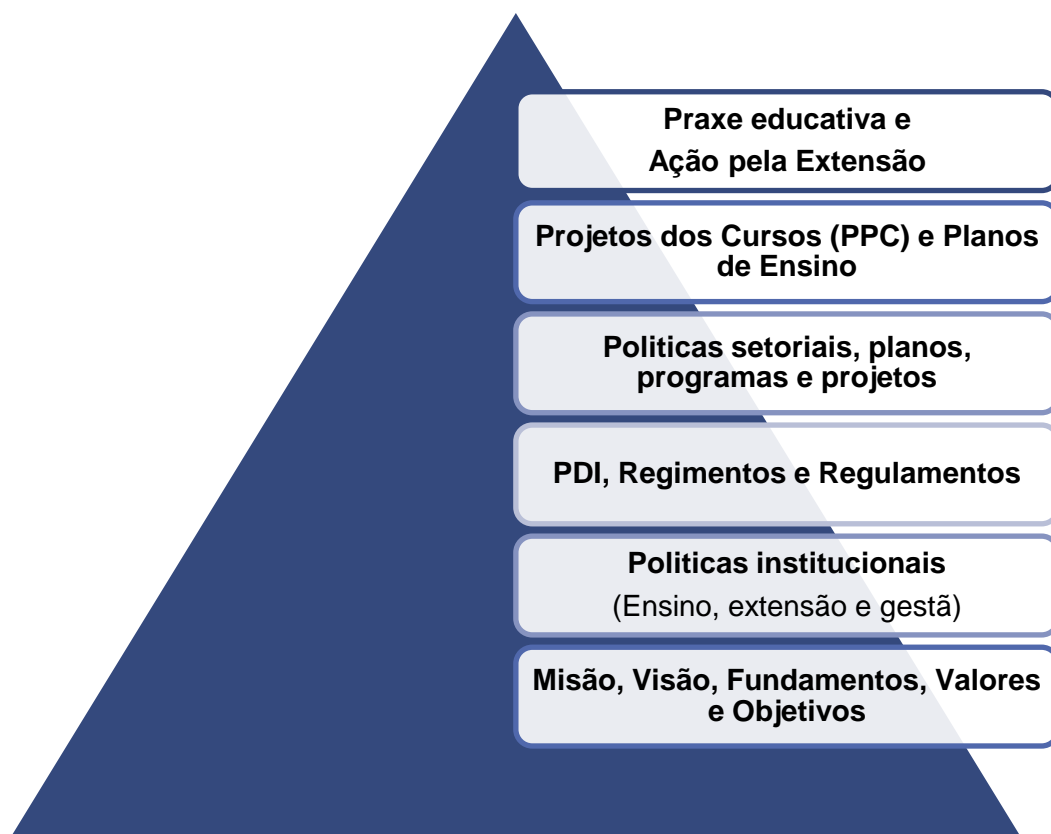 Praxe educativa e
Ação pela Extensão
Projetos dos Cursos (PPC) e Planos
de Ensino
Politicas setoriais, planos,
programas e projetos
PDI, Regimentos e Regulamentos
Politicas institucionais
(Ensino, extensão e gestã)
Misão, Visão, Fundamentos, Valores
e Objetivos